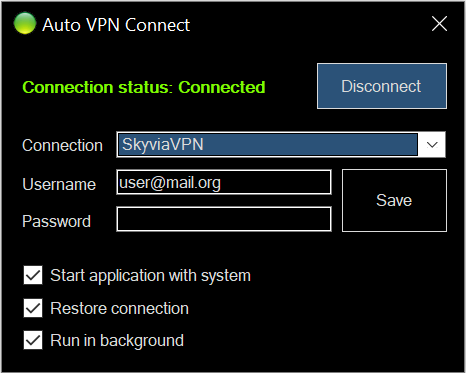 Auto VPN Connect
Connection status: Connected
Disconnect
Connection
SkyviaVPN
Username
user@mail.org
Password
Save
Start application with system
Restore connection
Run in background